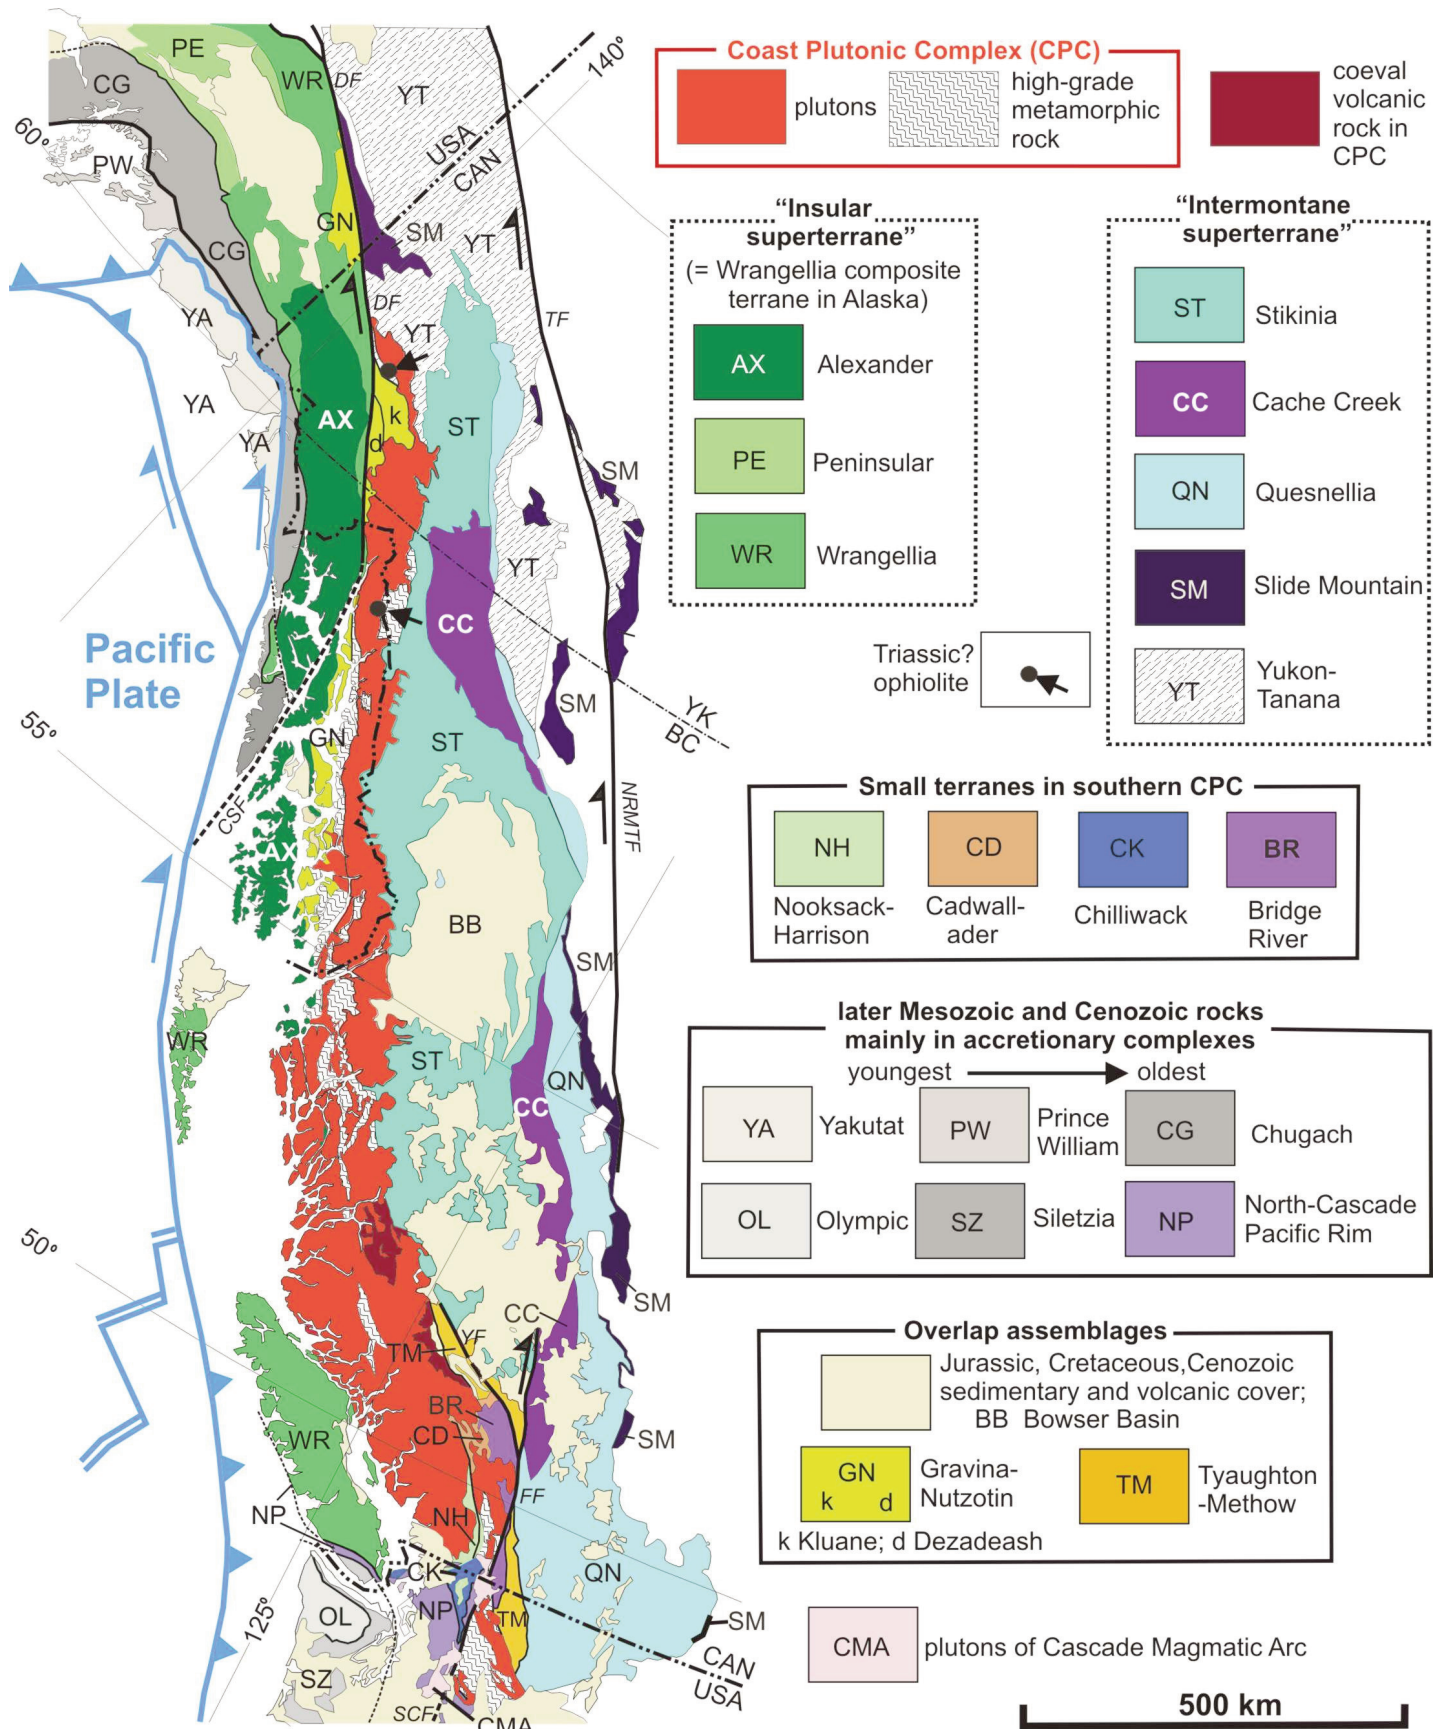 Coast Plutonic Complex (CPC)
plutons
high-grade
metamorphic
rock
coeval
volcanic
rock in
CPC
“Insular
superterrane”
(= Wrangellia composite
terrane in Alaska)
AX Alexander
PE Peninsular
WR Wrangellia
“Intermontane
superterrane”
ST Stikinia
CC Cache Creek
QN Quesnellia
SM Slide Mountain
YT Yukon-
Tanana
Triassic?
ophiolite
Small terranes in southern CPC
NH CD CK BR
Nooksack-
Harrison
Cadwall-
ader
Chilliwack
Bridge
River
later Mesozoic and Cenozoic rocks
mainly in accretionary complexes
youngest oldest
YA Yakutat
PW Prince
William
CG Chugach
OL Olympic
SZ Siletzia
NP North-Cascade
Pacific Rim
Overlap assemblages
Jurassic, Cretaceous,Cenozoic
sedimentary and volcanic cover;
BB Bowser Basin
GN
k d
Gravina-
Nutzotin
TM
Tyaughton
-Methow
k Kluane; d Dezadeash
CMA plutons of Cascade Magmatic Arc
500 km
PE
WR
DF
YT
140°
CG
60°
PW
USA
CAN
GN
SM
YT
CG
DF
TF
YA
YT
YA
AX
k
ST
d
YA
SM
YT
CC
Pacific
Plate
SM
55°
GN
ST
YK
BC
NRMTF
CSF
AX
BB
SM
WR
ST
QN
CC
50°
SM
CC
YF
TM
BR
CD
WR
SM
FF
NP
NH
CK
QN
OL
NP
TM
SM
125°
CAN
USA
SZ
SCF
CMA